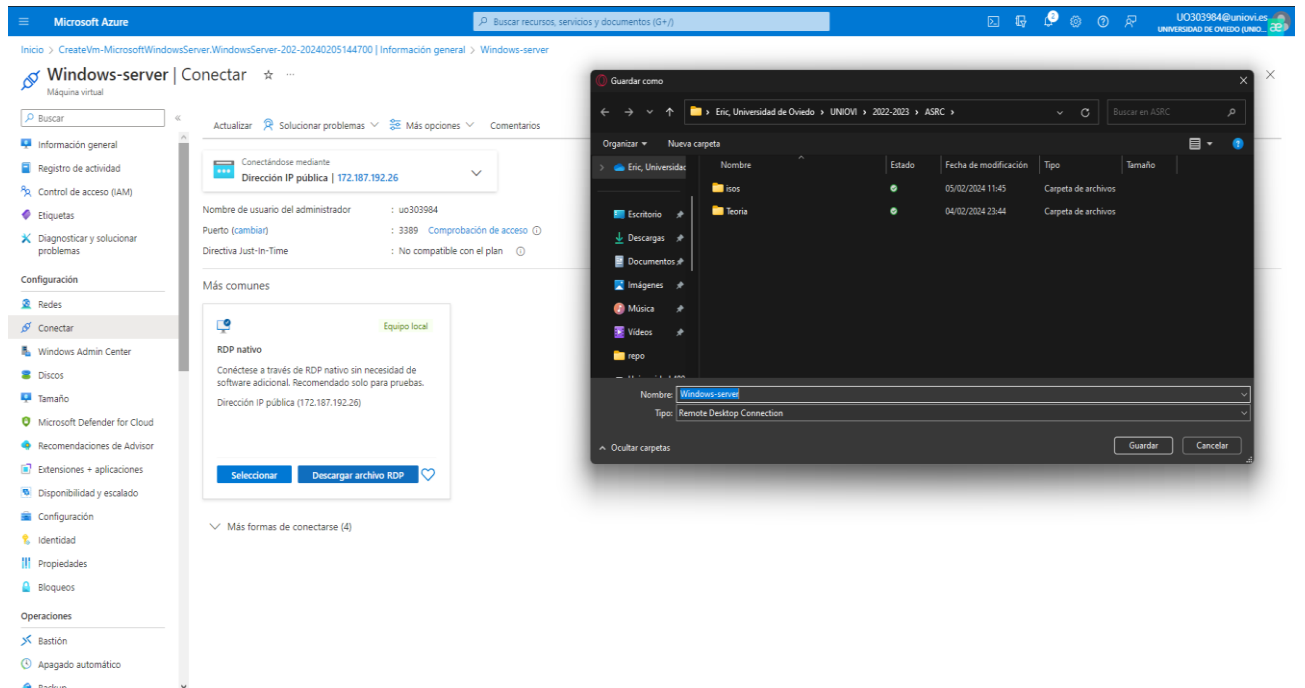 Microsoft Azure
Buscar recursos, servicios y documentos (G+/)
UO303984@uniovi.es
UNIVERSIDAD DE OVIEDO (UNIO...
Inicio > CreateVm-MicrosoftWindowsServer.WindowsServer-202-20240205144700 | Información general > Windows-server
Windows-server | Conectar
Máquina virtual
Buscar
Información general
Registro de actividad
Control de acceso (IAM)
Etiquetas
Diagnosticar y solucionar
problemas
Configuración
Redes
Conectar
Windows Admin Center
Discos
Tamaño
Microsoft Defender for Cloud
Recomendaciones de Advisor
Extensiones + aplicaciones
Disponibilidad y escalado
Configuración
Identidad
Propiedades
Bloqueos
Operaciones
Bastión
Apagado automático
Backup
Actualizar Solucionar problemas Más opciones Comentarios
Conectándose mediante
Dirección IP pública | 172.187.192.26
Nombre de usuario del administrador : uo303984
Puerto (cambiar) : 3389 Comprobación de acceso
Directiva Just-In-Time : No compatible con el plan
Más comunes
Equipo local
RDP nativo
Conéctese a través de RDP nativo sin necesidad de
software adicional. Recomendado solo para pruebas.
Dirección IP pública (172.187.192.26)
Seleccionar Descargar archivo RDP
Más formas de conectarse (4)
Guardar como
Eric, Universidad de Oviedo > UNIOVI > 2022-2023 > ASRC >
Buscar en ASRC
Organizar Nueva carpeta
Eric, Universidad
Escritorio
Descargas
Documentos
Imágenes
Música
Vídeos
repo
Nombre Estado Fecha de modificación Tipo Tamaño
isos 05/02/2024 11:45 Carpeta de archivos
Teoria 04/02/2024 23:44 Carpeta de archivos
Nombre: Windows-server
Tipo: Remote Desktop Connection
Ocultar carpetas
Guardar Cancelar